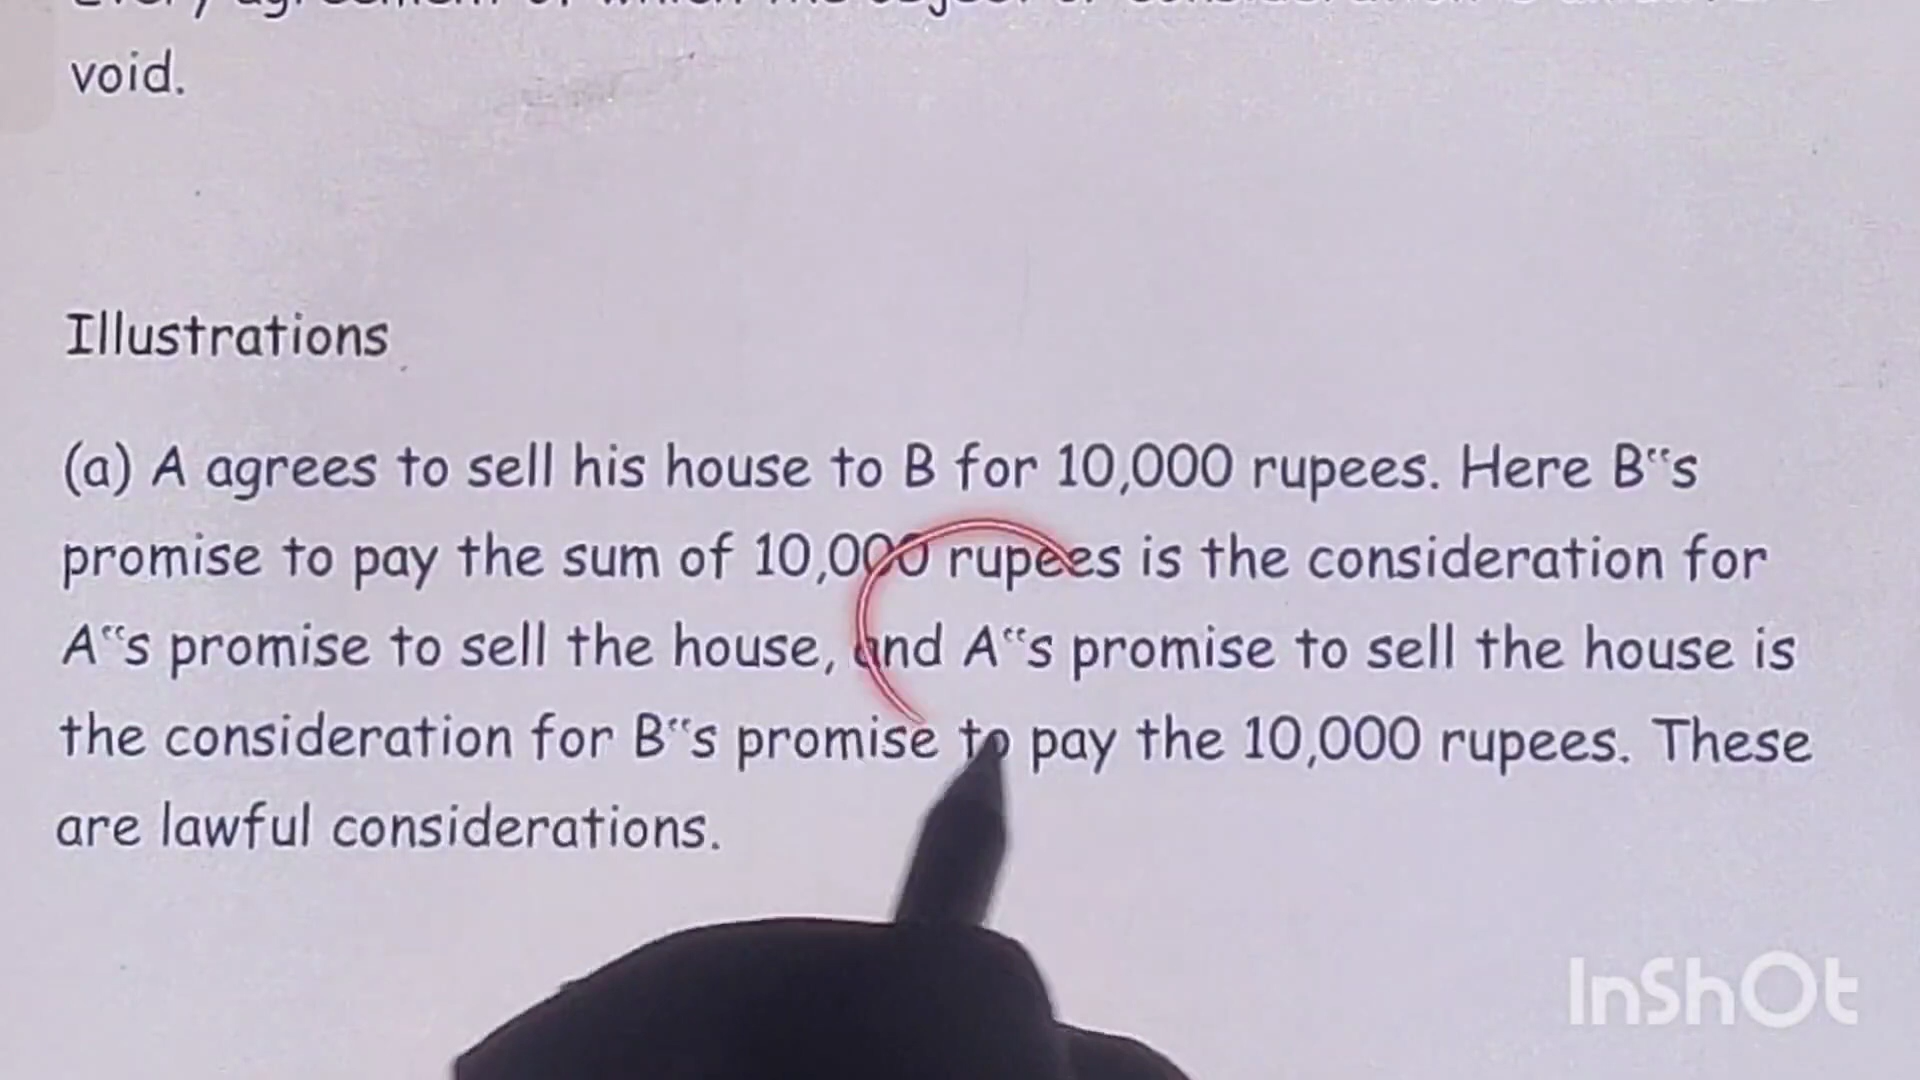 void.
Illustrations
(a) A agrees to sell his house to B for 10,000 rupees. Here B‟s
promise to pay the sum of 10,000 rupees is the consideration for
A‟s promise to sell the house, and A‟s promise to sell the house is
the consideration for B‟s promise to pay the 10,000 rupees. These
are lawful considerations.
InShOt